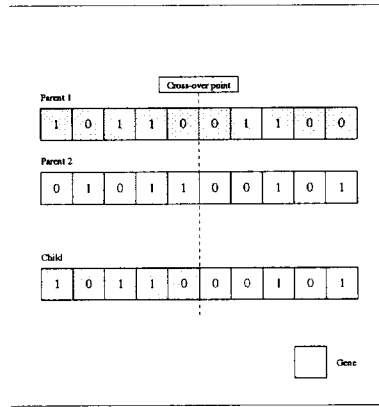 Cross-over point
Parent 1
1 0 1 1 0 0 1 1 0 0
Parent 2
0 1 0 1 1 0 0 1 0 1
Child
1 0 1 1 0 0 0 1 0 1
Gene